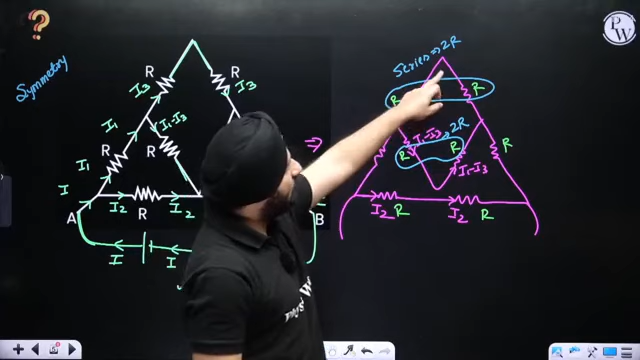 Symmetry
R
R
I3
I3
I1
I1
R
R
I1-I3
I
I2
R
I2
A
B
I
I
⇒
Series → 2R
R
R
I1-I3
→ 2R
R
R
R
I1-I3
I2
R
I2
R
PW